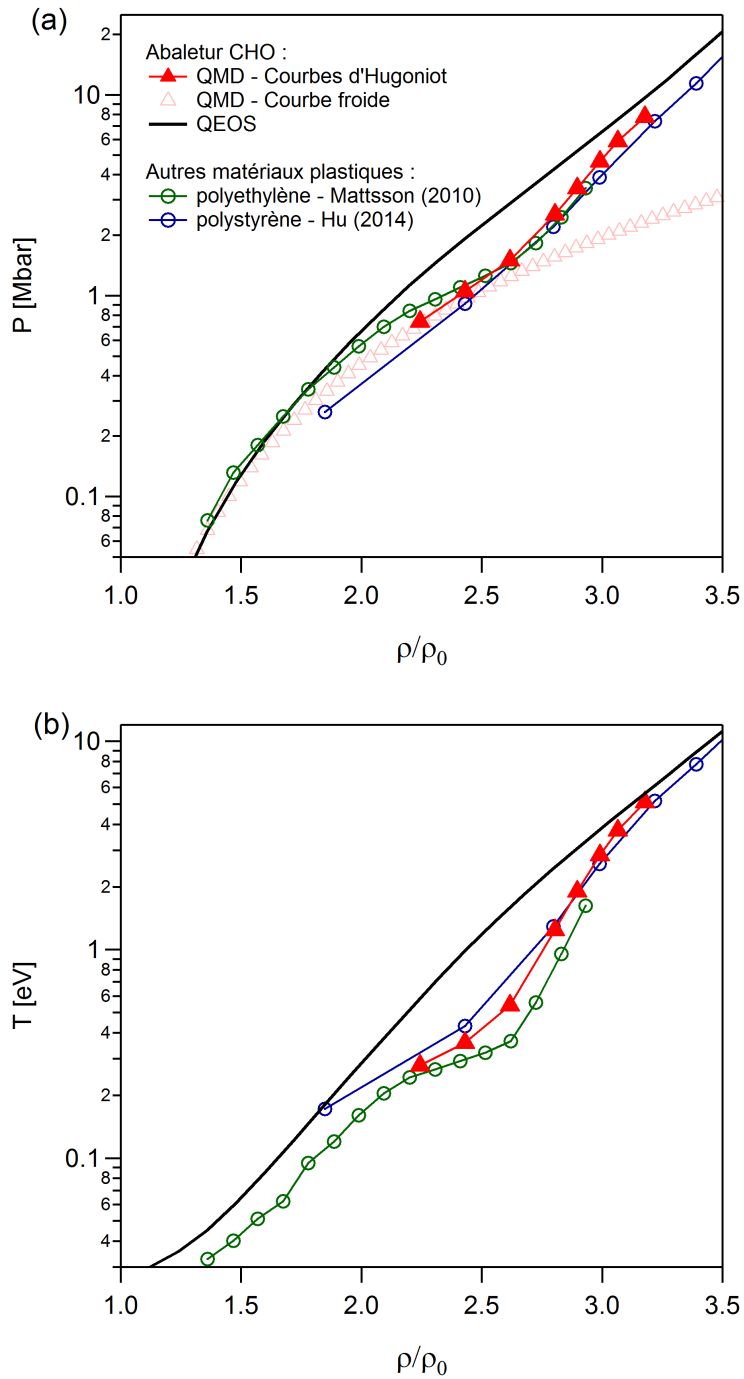 (a)
Abaletur CHO :
QMD - Courbes d'Hugoniot
QMD - Courbe froide
QEOS
Autres matériaux plastiques :
polyethylène - Mattsson (2010)
polystyrène - Hu (2014)
P [Mbar]
2
10
8
6
4
2
1
8
6
4
2
0.1
8
6
1.0 1.5 2.0 2.5 3.0 3.5
ρ/ρ0
(b)
T [eV]
10
8
6
4
2
1
8
6
4
2
0.1
8
6
4
1.0 1.5 2.0 2.5 3.0 3.5
ρ/ρ0